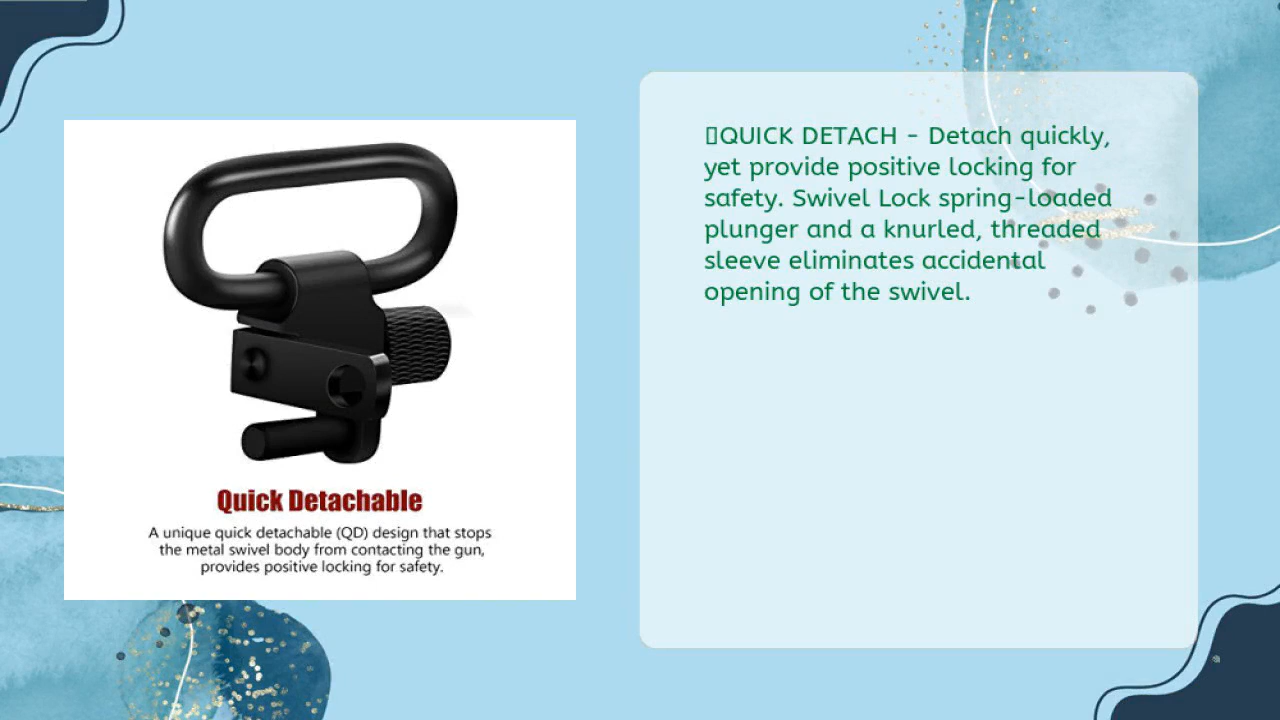 Quick Detachable
A unique quick detachable (QD) design that stops
the metal swivel body from contacting the gun,
provides positive locking for safety.
▯QUICK DETACH - Detach quickly,
yet provide positive locking for
safety. Swivel Lock spring-loaded
plunger and a knurled, threaded
sleeve eliminates accidental
opening of the swivel.